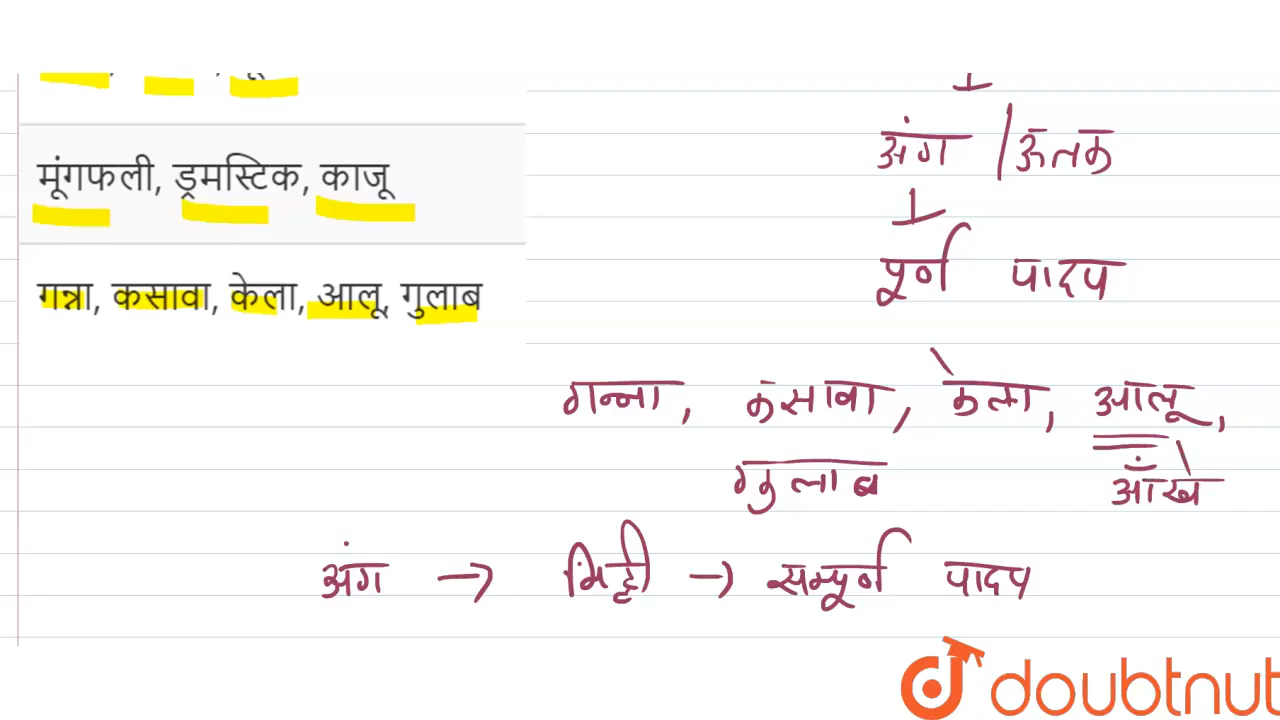 मूंगफली, ड्रमस्टिक, काजू
गन्ना, कसावा, केला, आलू, गुलाब
अंग / ऊतक
पूर्ण पादप
गन्ना, कसावा, केला, आलू,
गुलाब आँखे
अंग → मिट्टी → सम्पूर्ण पादप
doubtnut